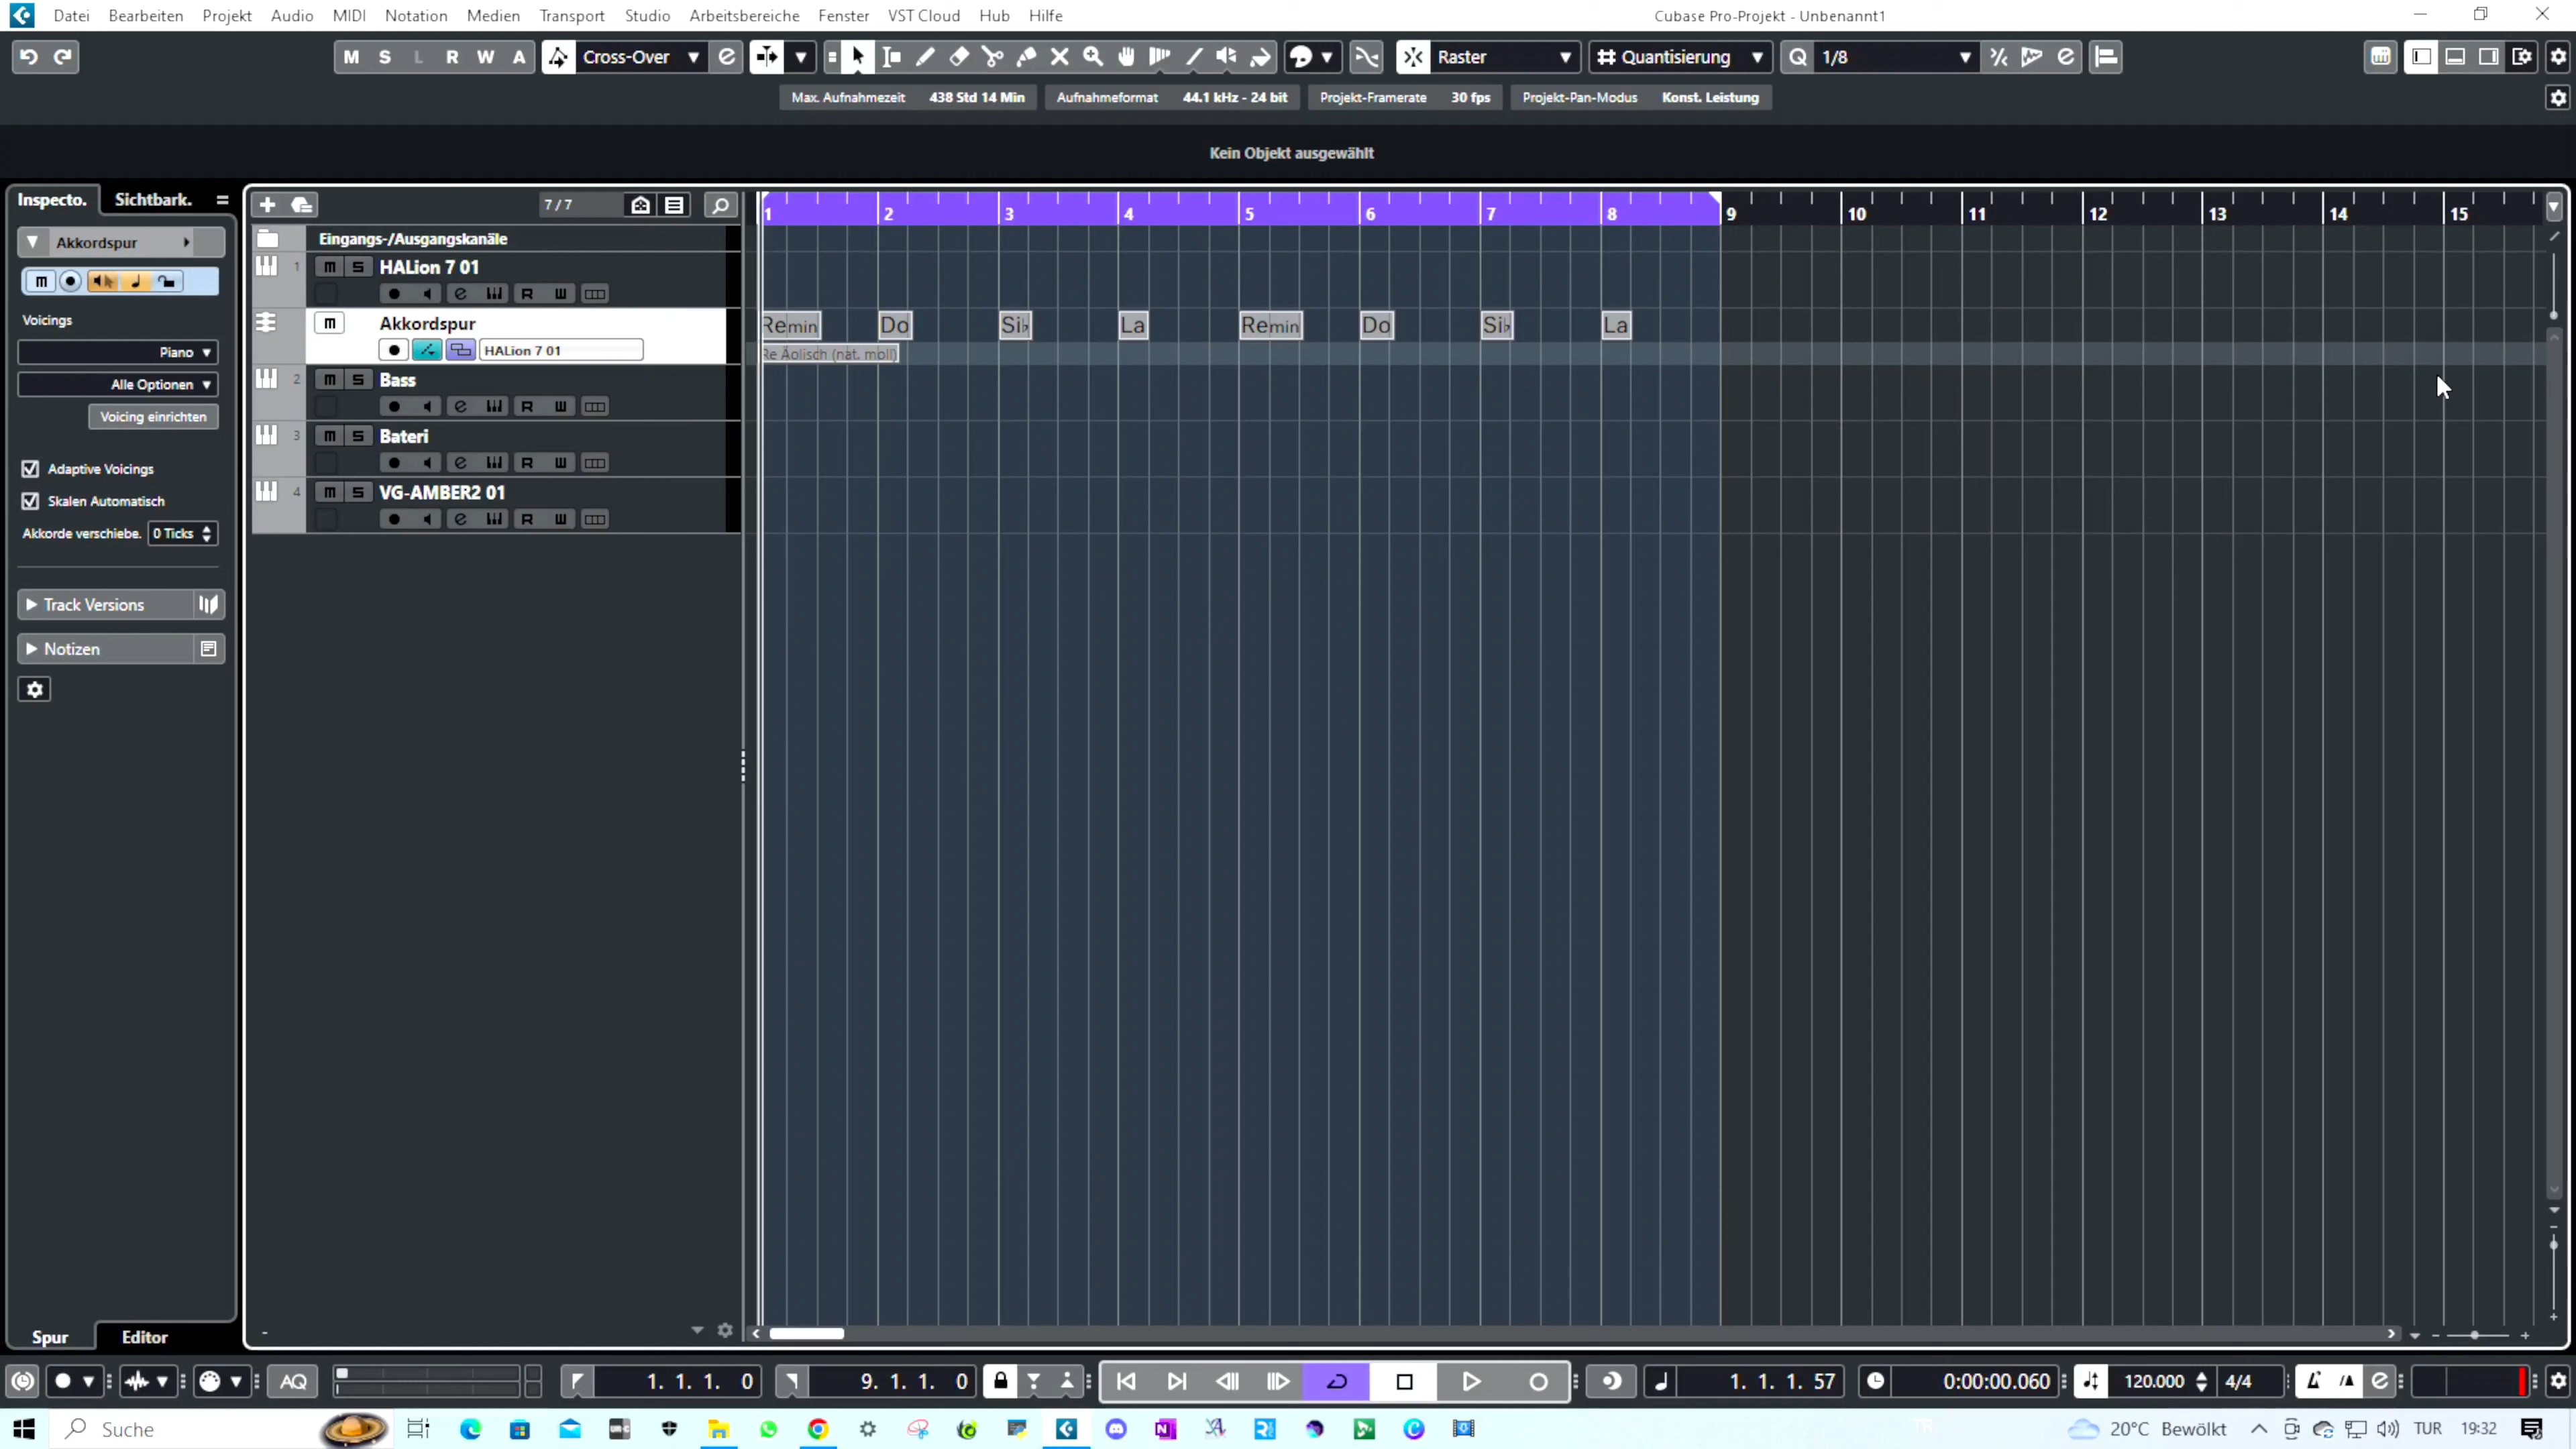 Datei Bearbeiten Projekt Audio MIDI Notation Medien Transport Studio Arbeitsbereiche Fenster VST Cloud Hub Hilfe Cubase Pro-Projekt - Unbenannt1
M S L R W A Cross-Over Raster Quantisierung Q 1/8
Max. Aufnahmezeit 438 Std 14 Min Aufnahmeformat 44.1 kHz - 24 bit Projekt-Framerate 30 fps Projekt-Pan-Modus Konst. Leistung
Kein Objekt ausgewählt
Inspecto. Sichtbark. 7 / 7 1 2 3 4 5 6 7 8 9 10 11 12 13 14 15
Akkordspur Eingangs-/Ausgangskanäle
1 m S HALion 7 01
m
R
Voicings m Akkordspur Remin Do Si♭ La Remin Do Si♭ La
Piano HALion 7 01 Re Äolisch (nat. moll)
Alle Optionen 2 m S Bass
Voicing einrichten R
3 m S Bateri
Adaptive Voicings R
Skalen Automatisch 4 m S VG-AMBER2 01
Akkorde verschiebe. 0 Ticks R
Track Versions
Notizen
Spur Editor
AQ 1. 1. 1. 0 9. 1. 1. 0 1. 1. 1. 57 0:00:00.060 120.000 4/4
Suche 20°C Bewölkt TUR 19:32